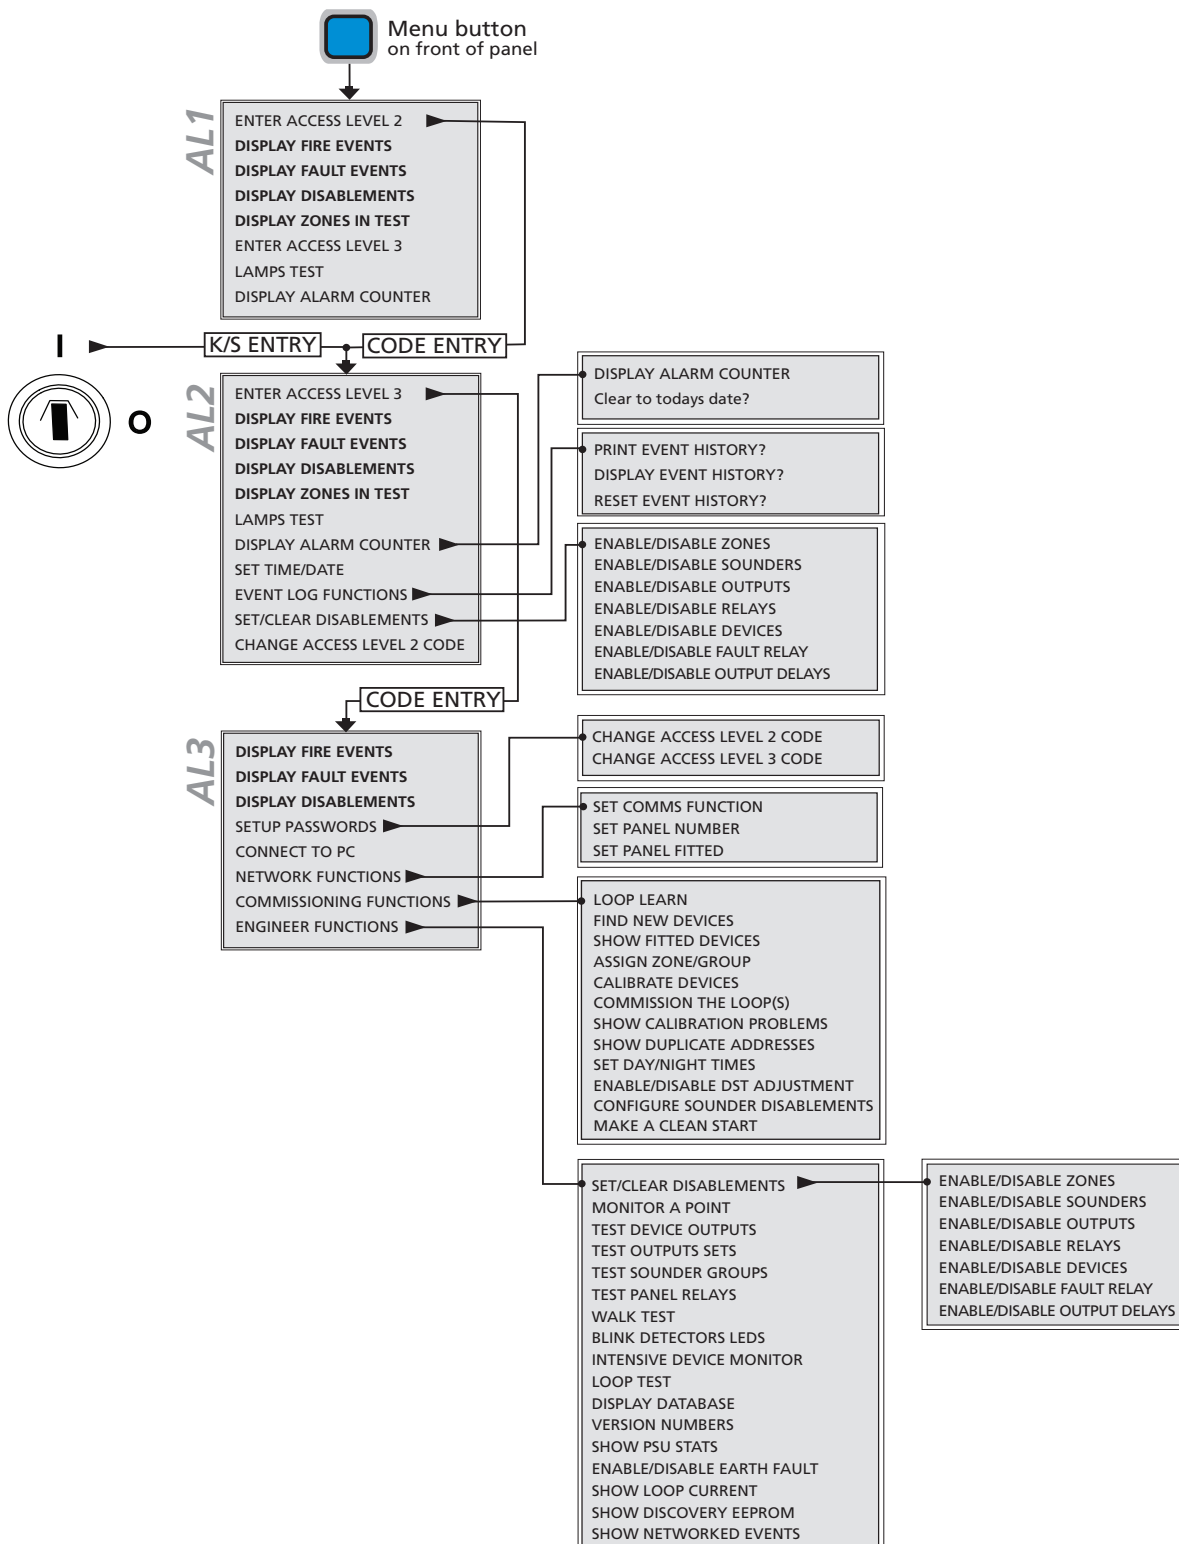 Menu button
on front of panel
AL1
ENTER ACCESS LEVEL 2
DISPLAY FIRE EVENTS
DISPLAY FAULT EVENTS
DISPLAY DISABLEMENTS
DISPLAY ZONES IN TEST
ENTER ACCESS LEVEL 3
LAMPS TEST
DISPLAY ALARM COUNTER
I
K/S ENTRY
CODE ENTRY
O
AL2
ENTER ACCESS LEVEL 3
DISPLAY FIRE EVENTS
DISPLAY FAULT EVENTS
DISPLAY DISABLEMENTS
DISPLAY ZONES IN TEST
LAMPS TEST
DISPLAY ALARM COUNTER
SET TIME/DATE
EVENT LOG FUNCTIONS
SET/CLEAR DISABLEMENTS
CHANGE ACCESS LEVEL 2 CODE
DISPLAY ALARM COUNTER
Clear to todays date?
PRINT EVENT HISTORY?
DISPLAY EVENT HISTORY?
RESET EVENT HISTORY?
ENABLE/DISABLE ZONES
ENABLE/DISABLE SOUNDERS
ENABLE/DISABLE OUTPUTS
ENABLE/DISABLE RELAYS
ENABLE/DISABLE DEVICES
ENABLE/DISABLE FAULT RELAY
ENABLE/DISABLE OUTPUT DELAYS
CODE ENTRY
AL3
DISPLAY FIRE EVENTS
DISPLAY FAULT EVENTS
DISPLAY DISABLEMENTS
SETUP PASSWORDS
CONNECT TO PC
NETWORK FUNCTIONS
COMMISSIONING FUNCTIONS
ENGINEER FUNCTIONS
CHANGE ACCESS LEVEL 2 CODE
CHANGE ACCESS LEVEL 3 CODE
SET COMMS FUNCTION
SET PANEL NUMBER
SET PANEL FITTED
LOOP LEARN
FIND NEW DEVICES
SHOW FITTED DEVICES
ASSIGN ZONE/GROUP
CALIBRATE DEVICES
COMMISSION THE LOOP(S)
SHOW CALIBRATION PROBLEMS
SHOW DUPLICATE ADDRESSES
SET DAY/NIGHT TIMES
ENABLE/DISABLE DST ADJUSTMENT
CONFIGURE SOUNDER DISABLEMENTS
MAKE A CLEAN START
SET/CLEAR DISABLEMENTS
MONITOR A POINT
TEST DEVICE OUTPUTS
TEST OUTPUTS SETS
TEST SOUNDER GROUPS
TEST PANEL RELAYS
WALK TEST
BLINK DETECTORS LEDS
INTENSIVE DEVICE MONITOR
LOOP TEST
DISPLAY DATABASE
VERSION NUMBERS
SHOW PSU STATS
ENABLE/DISABLE EARTH FAULT
SHOW LOOP CURRENT
SHOW DISCOVERY EEPROM
SHOW NETWORKED EVENTS
ENABLE/DISABLE ZONES
ENABLE/DISABLE SOUNDERS
ENABLE/DISABLE OUTPUTS
ENABLE/DISABLE RELAYS
ENABLE/DISABLE DEVICES
ENABLE/DISABLE FAULT RELAY
ENABLE/DISABLE OUTPUT DELAYS